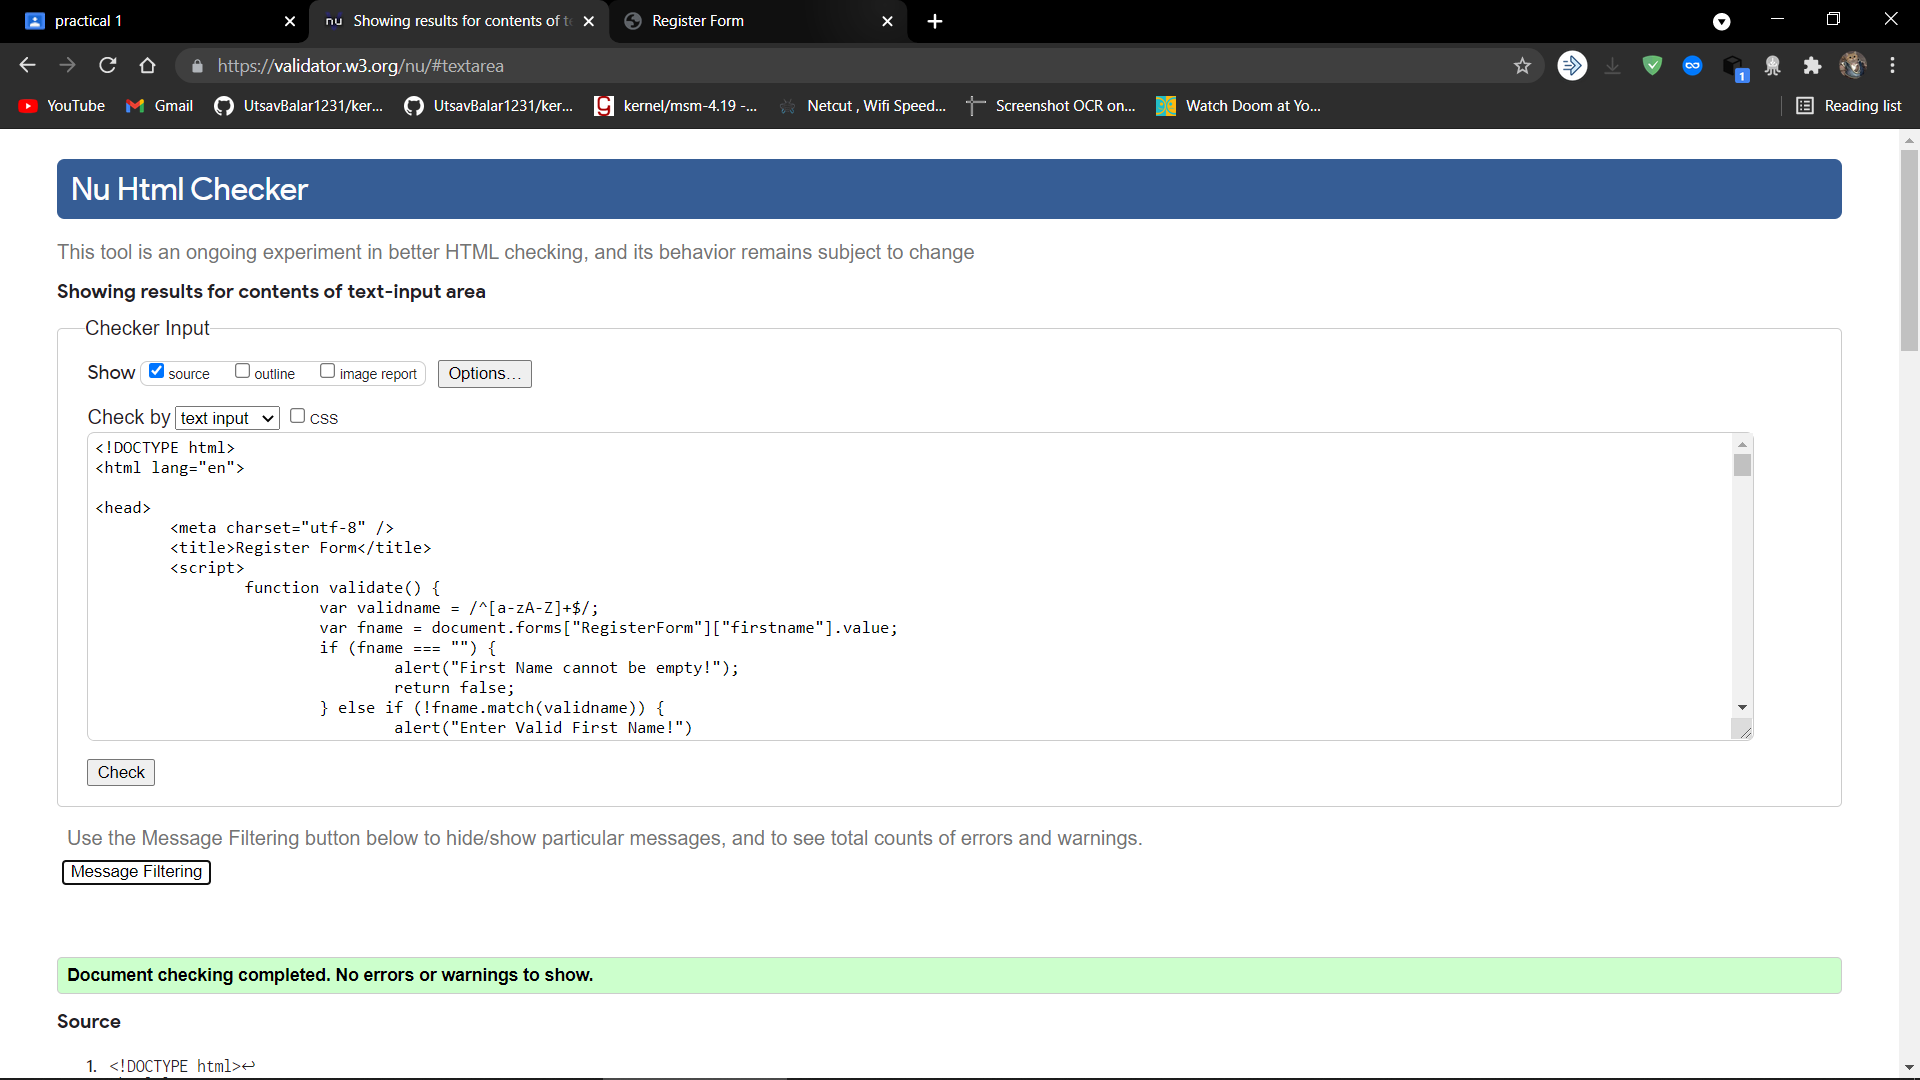 practical 1
nu Showing results for contents of t
Register Form
https://validator.w3.org/nu/#textarea
1
YouTube
Gmail
UtsavBalar1231/ker...
UtsavBalar1231/ker...
kernel/msm-4.19 -...
Netcut , Wifi Speed...
Screenshot OCR on...
Watch Doom at Yo...
Reading list
Nu Html Checker
This tool is an ongoing experiment in better HTML checking, and its behavior remains subject to change
Showing results for contents of text-input area
Checker Input
Show source outline image report Options...
Check by text input CSS
<!DOCTYPE html>
<html lang="en">
<head>
<meta charset="utf-8" />
<title>Register Form</title>
<script>
function validate() {
var validname = /^[a-zA-Z]+$/;
var fname = document.forms["RegisterForm"]["firstname"].value;
if (fname === "") {
alert("First Name cannot be empty!");
return false;
} else if (!fname.match(validname)) {
alert("Enter Valid First Name!")
Check
Use the Message Filtering button below to hide/show particular messages, and to see total counts of errors and warnings.
Message Filtering
Document checking completed. No errors or warnings to show.
Source
1. <!DOCTYPE html>↩